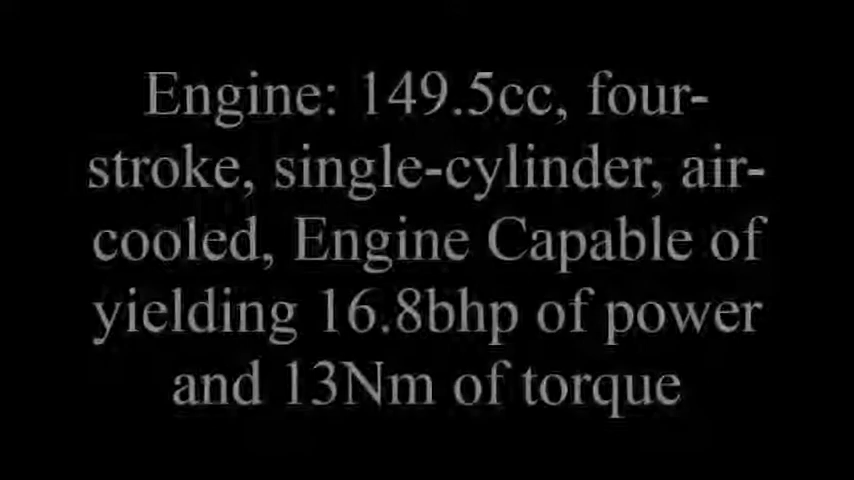 Engine: 149.5cc, four-
stroke, single-cylinder, air-
cooled, Engine Capable of
yielding 16.8bhp of power
and 13Nm of torque